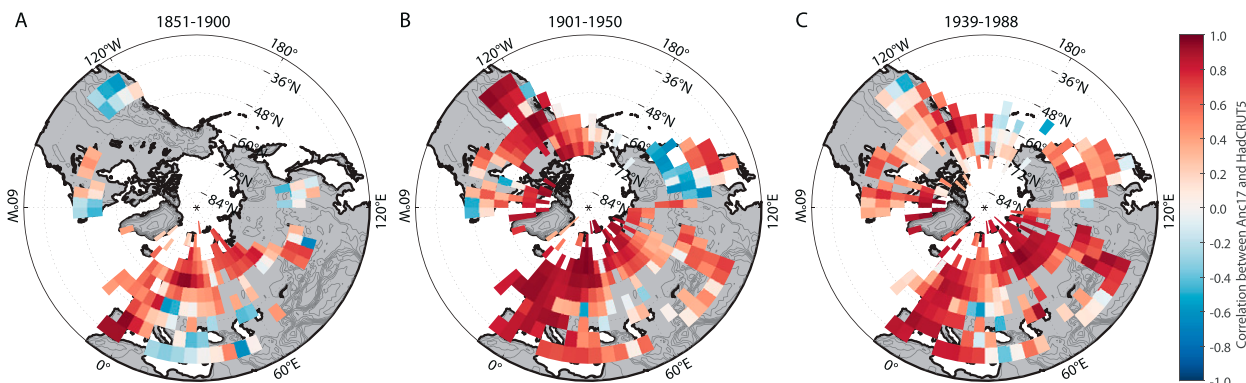 A 1851-1900
120°W
180°
36°N
48°N
60°
72°N
84°N
60°W
120°E
0°
60°E
B 1901-1950
120°W
180°
36°N
48°N
60°
72°N
84°N
60°W
120°E
0°
60°E
C 1939-1988
120°W
180°
36°N
48°N
60°
72°N
84°N
60°W
120°E
0°
60°E
1.0
0.8
0.6
0.4
0.2
0.0
-0.2
-0.4
-0.6
-0.8
-1.0
Correlation between Anc17 and HadCRUT5